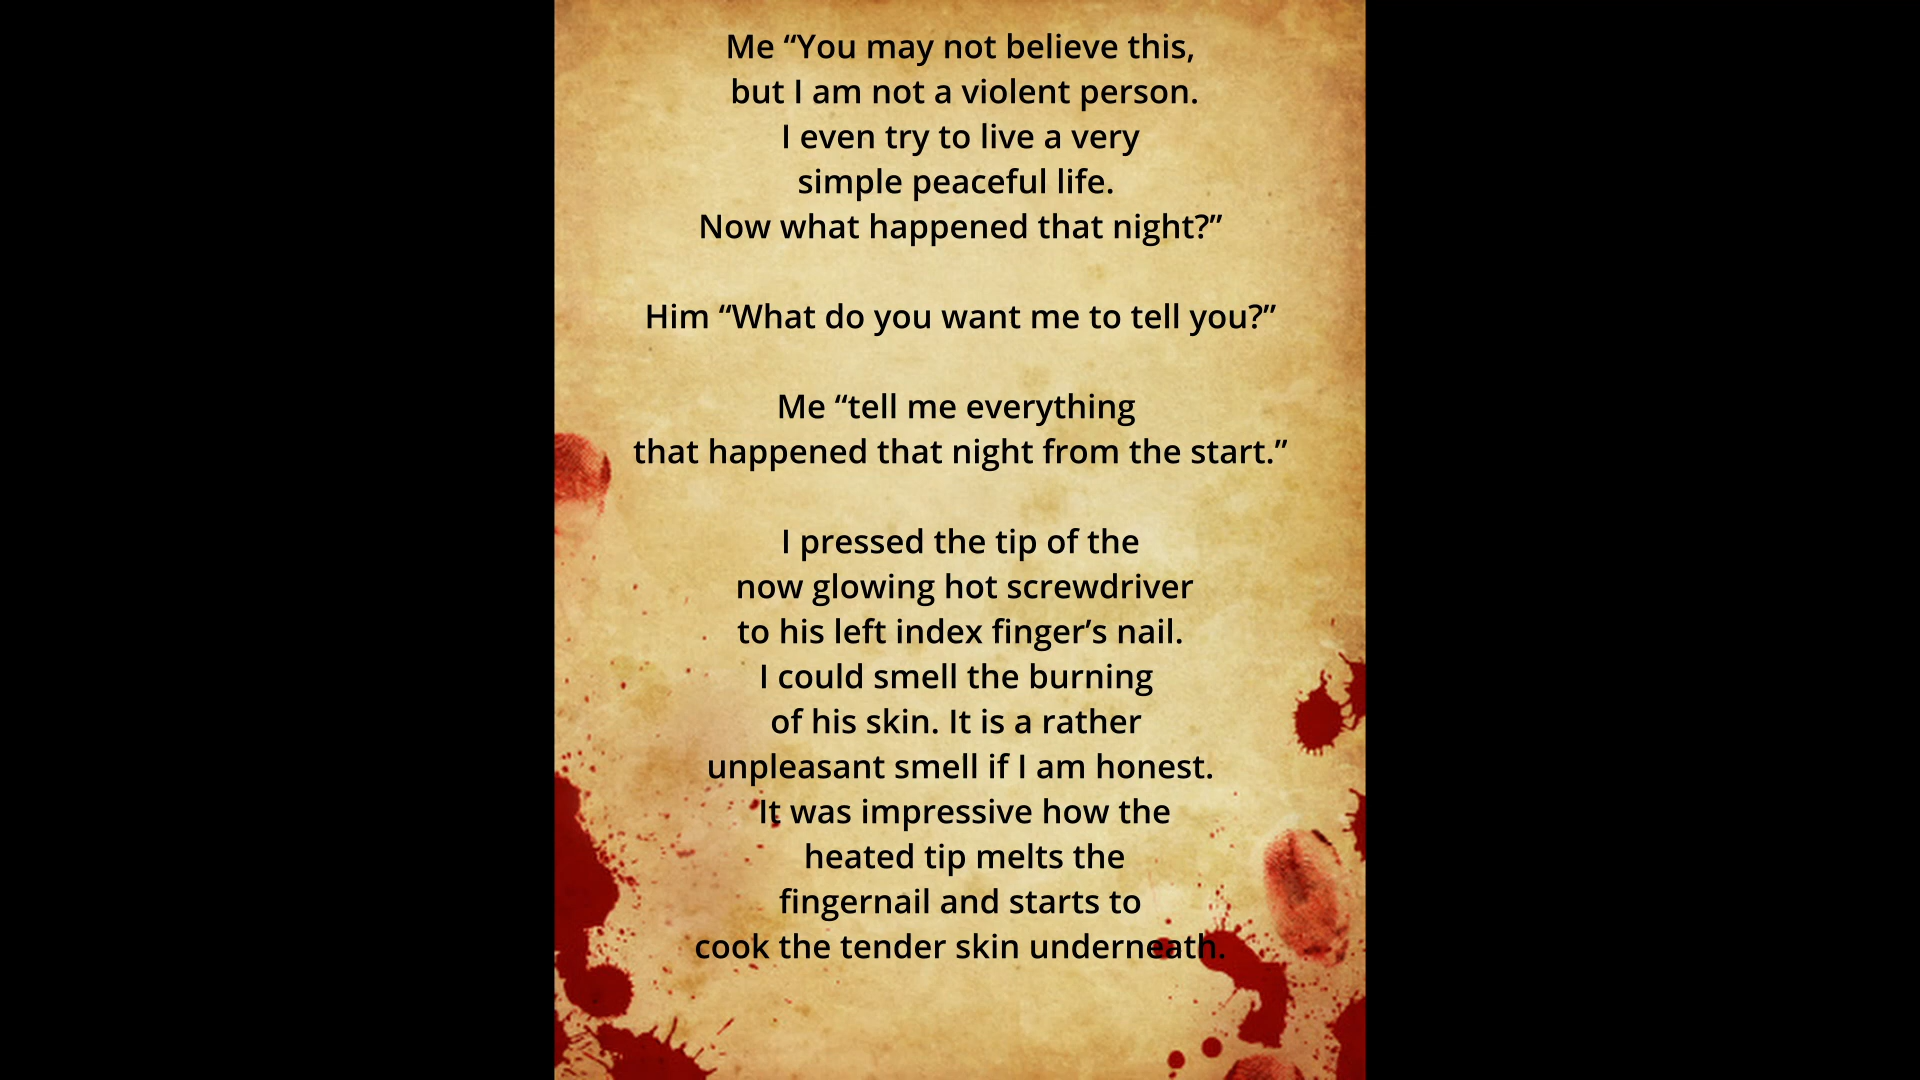 Me “You may not believe this,
but I am not a violent person.
I even try to live a very
simple peaceful life.
Now what happened that night?”
Him “What do you want me to tell you?”
Me “tell me everything
that happened that night from the start.”
I pressed the tip of the
now glowing hot screwdriver
to his left index finger’s nail.
I could smell the burning
of his skin. It is a rather
unpleasant smell if I am honest.
It was impressive how the
heated tip melts the
fingernail and starts to
cook the tender skin underneath.